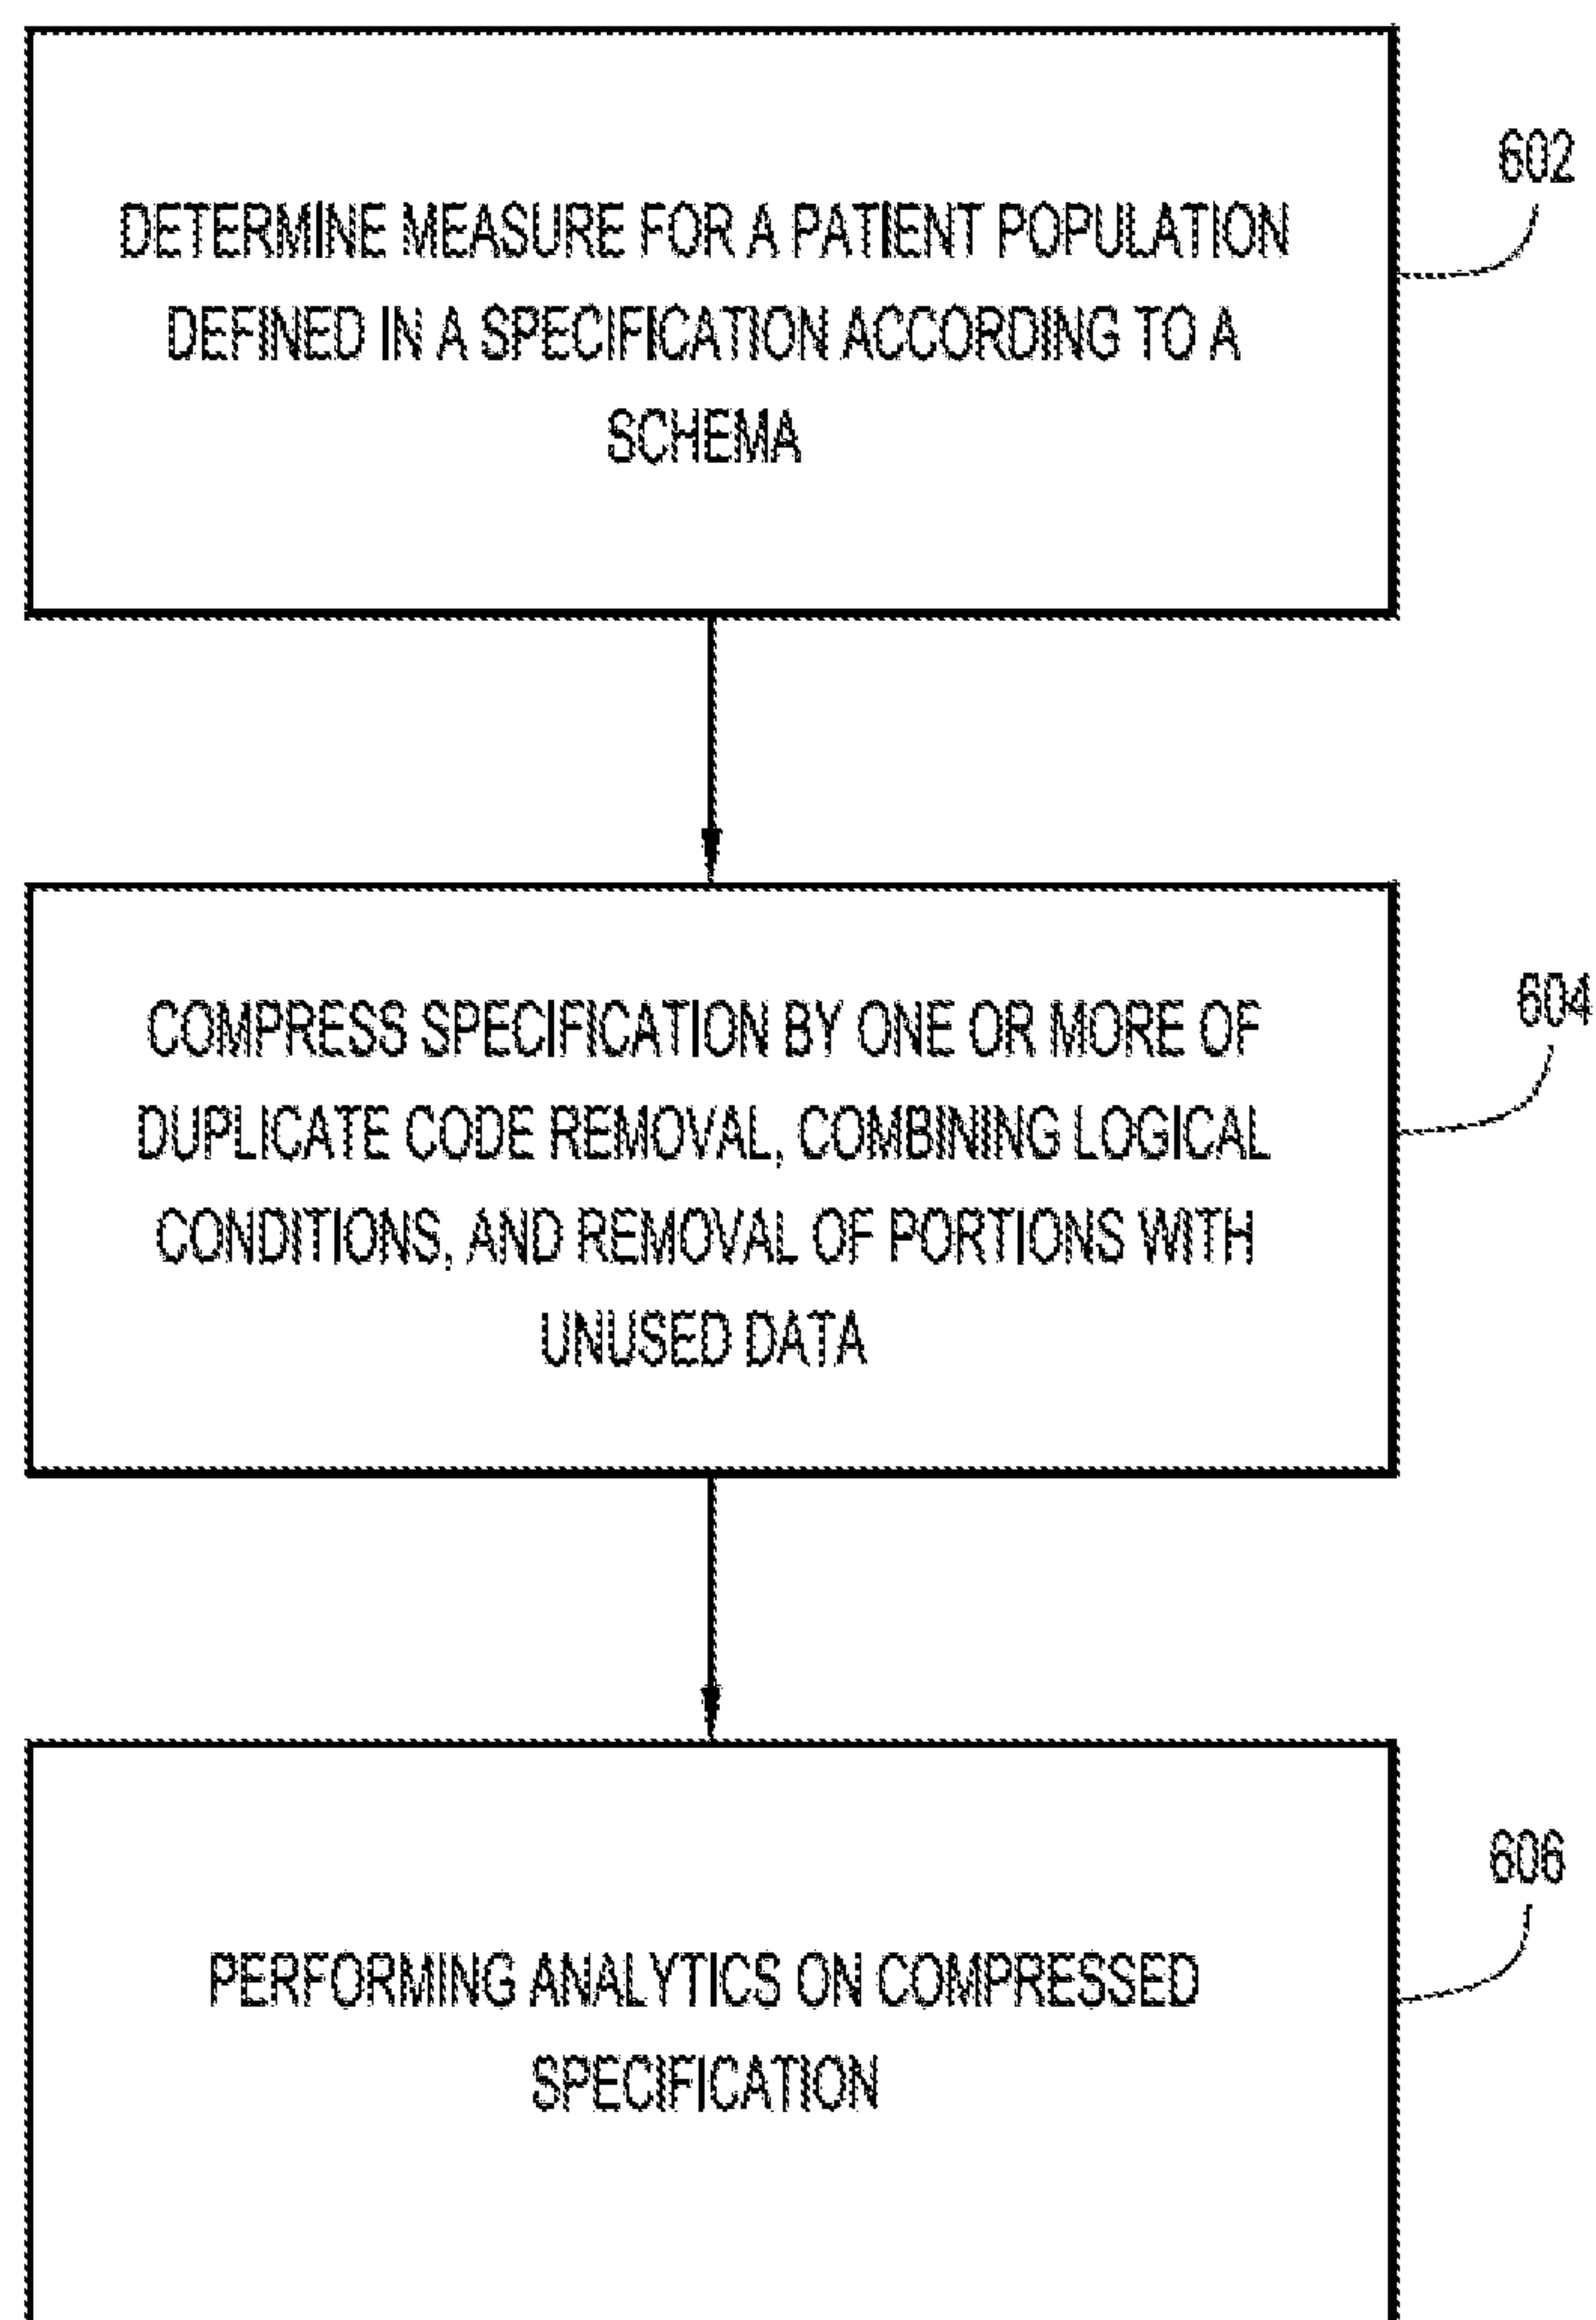 602
DETERMINE MEASURE FOR A PATIENT POPULATION
DEFINED IN A SPECIFICATION ACCORDING TO A
SCHEMA
604
COMPRESS SPECIFICATION BY ONE OR MORE OF
DUPLICATE CODE REMOVAL, COMBINING LOGICAL
CONDITIONS, AND REMOVAL OF PORTIONS WITH
UNUSED DATA
606
PERFORMING ANALYTICS ON COMPRESSED
SPECIFICATION